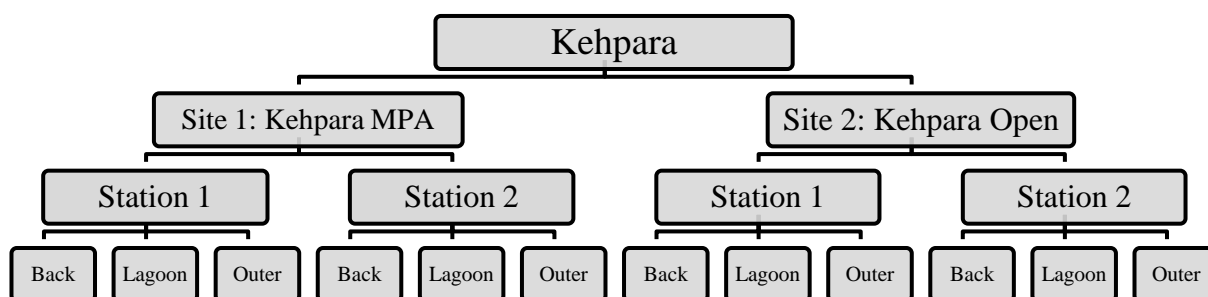 Kehpara
Site 1: Kehpara MPA
Site 2: Kehpara Open
Station 1
Station 2
Station 1
Station 2
Back
Lagoon
Outer
Back
Lagoon
Outer
Back
Lagoon
Outer
Back
Lagoon
Outer